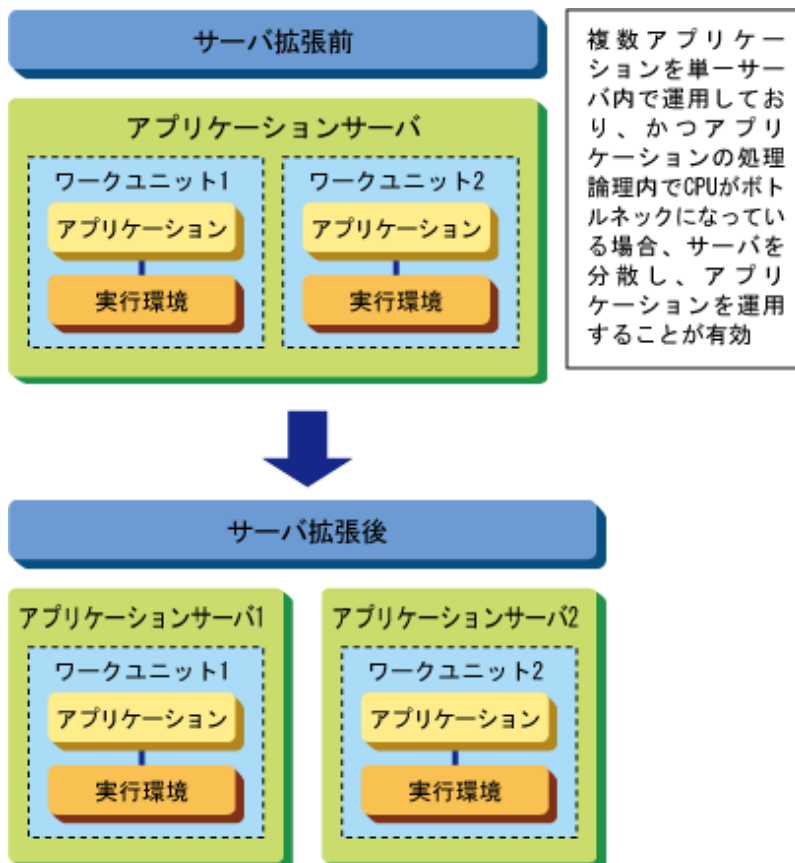 サーバ拡張前
アプリケーションサーバ
ワークユニット1
アプリケーション
実行環境
ワークユニット2
アプリケーション
実行環境
複数アプリケー
ションを単一サー
バ内で運用してお
り、かつアプリ
ケーションの処理
論理内でCPUがボト
ルネックになってい
る場合、サーバを
分散し、アプリ
ケーションを運用
することが有効
サーバ拡張後
アプリケーションサーバ1
ワークユニット1
アプリケーション
実行環境
アプリケーションサーバ2
ワークユニット2
アプリケーション
実行環境